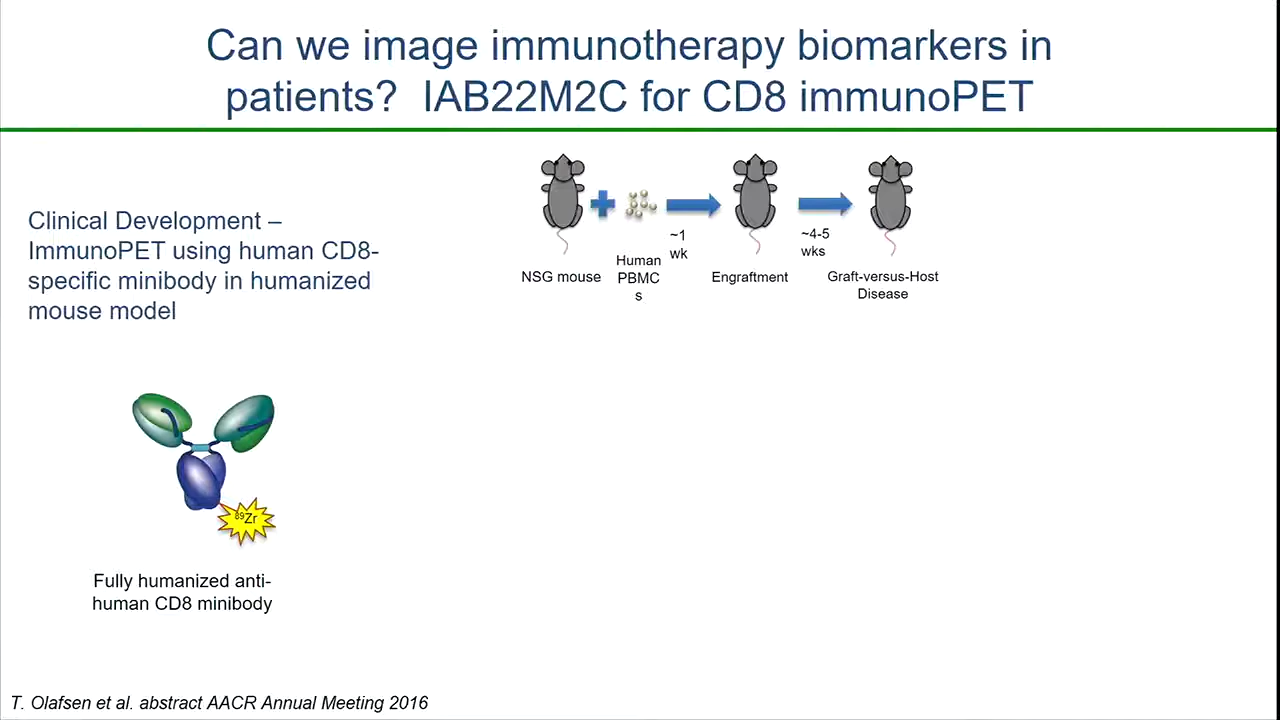 Can we image immunotherapy biomarkers in
patients? IAB22M2C for CD8 immunoPET
Clinical Development –
ImmunoPET using human CD8-
specific minibody in humanized
mouse model
NSG mouse
Human
PBMC
s
~1
wk
Engraftment
~4-5
wks
Graft-versus-Host
Disease
89Zr
Fully humanized anti-
human CD8 minibody
T. Olafsen et al. abstract AACR Annual Meeting 2016